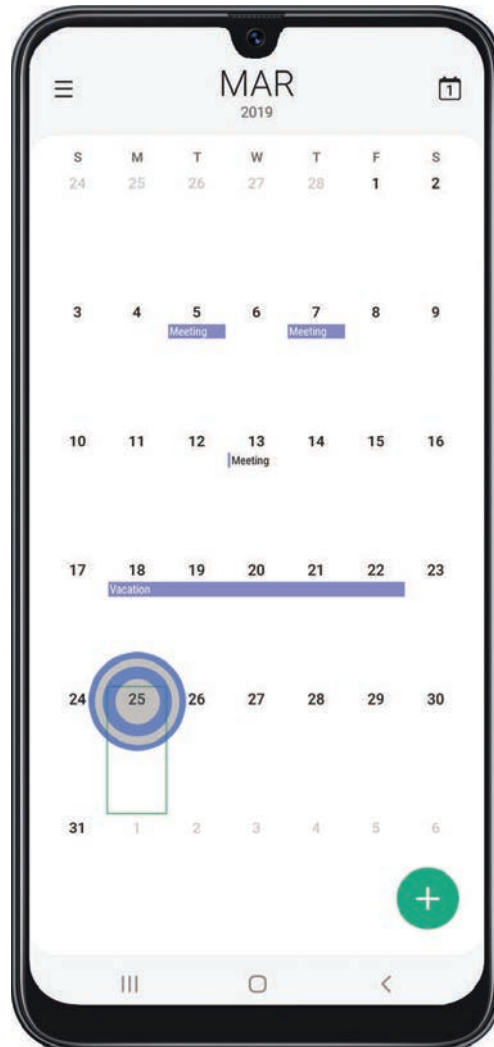 MAR
1
2019
S M T W T F S
24 25 26 27 28 1 2
3 4 5 6 7 8 9
Meeting Meeting
10 11 12 13 14 15 16
Meeting
17 18 19 20 21 22 23
Vacation
24 25 26 27 28 29 30
31 1 2 3 4 5 6